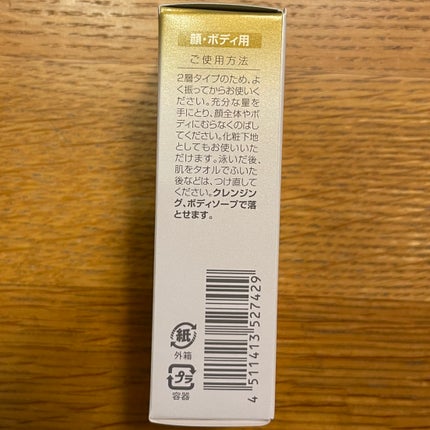 顔・ボディ用
ご使用方法
2層タイプのため、よ
く振ってからお使いく
ださい。充分な量を
手にとり、顔全体やボ
ディにむらなくのばし
てください。化粧下地
としてもお使いいた
だけます。泳いだ後、
肌をタオルでふいた
後などは、つけ直して
ください。クレンジン
グ、ボディソープで落
とせます。
紙
外箱
プラ
容器
4 511413 527429